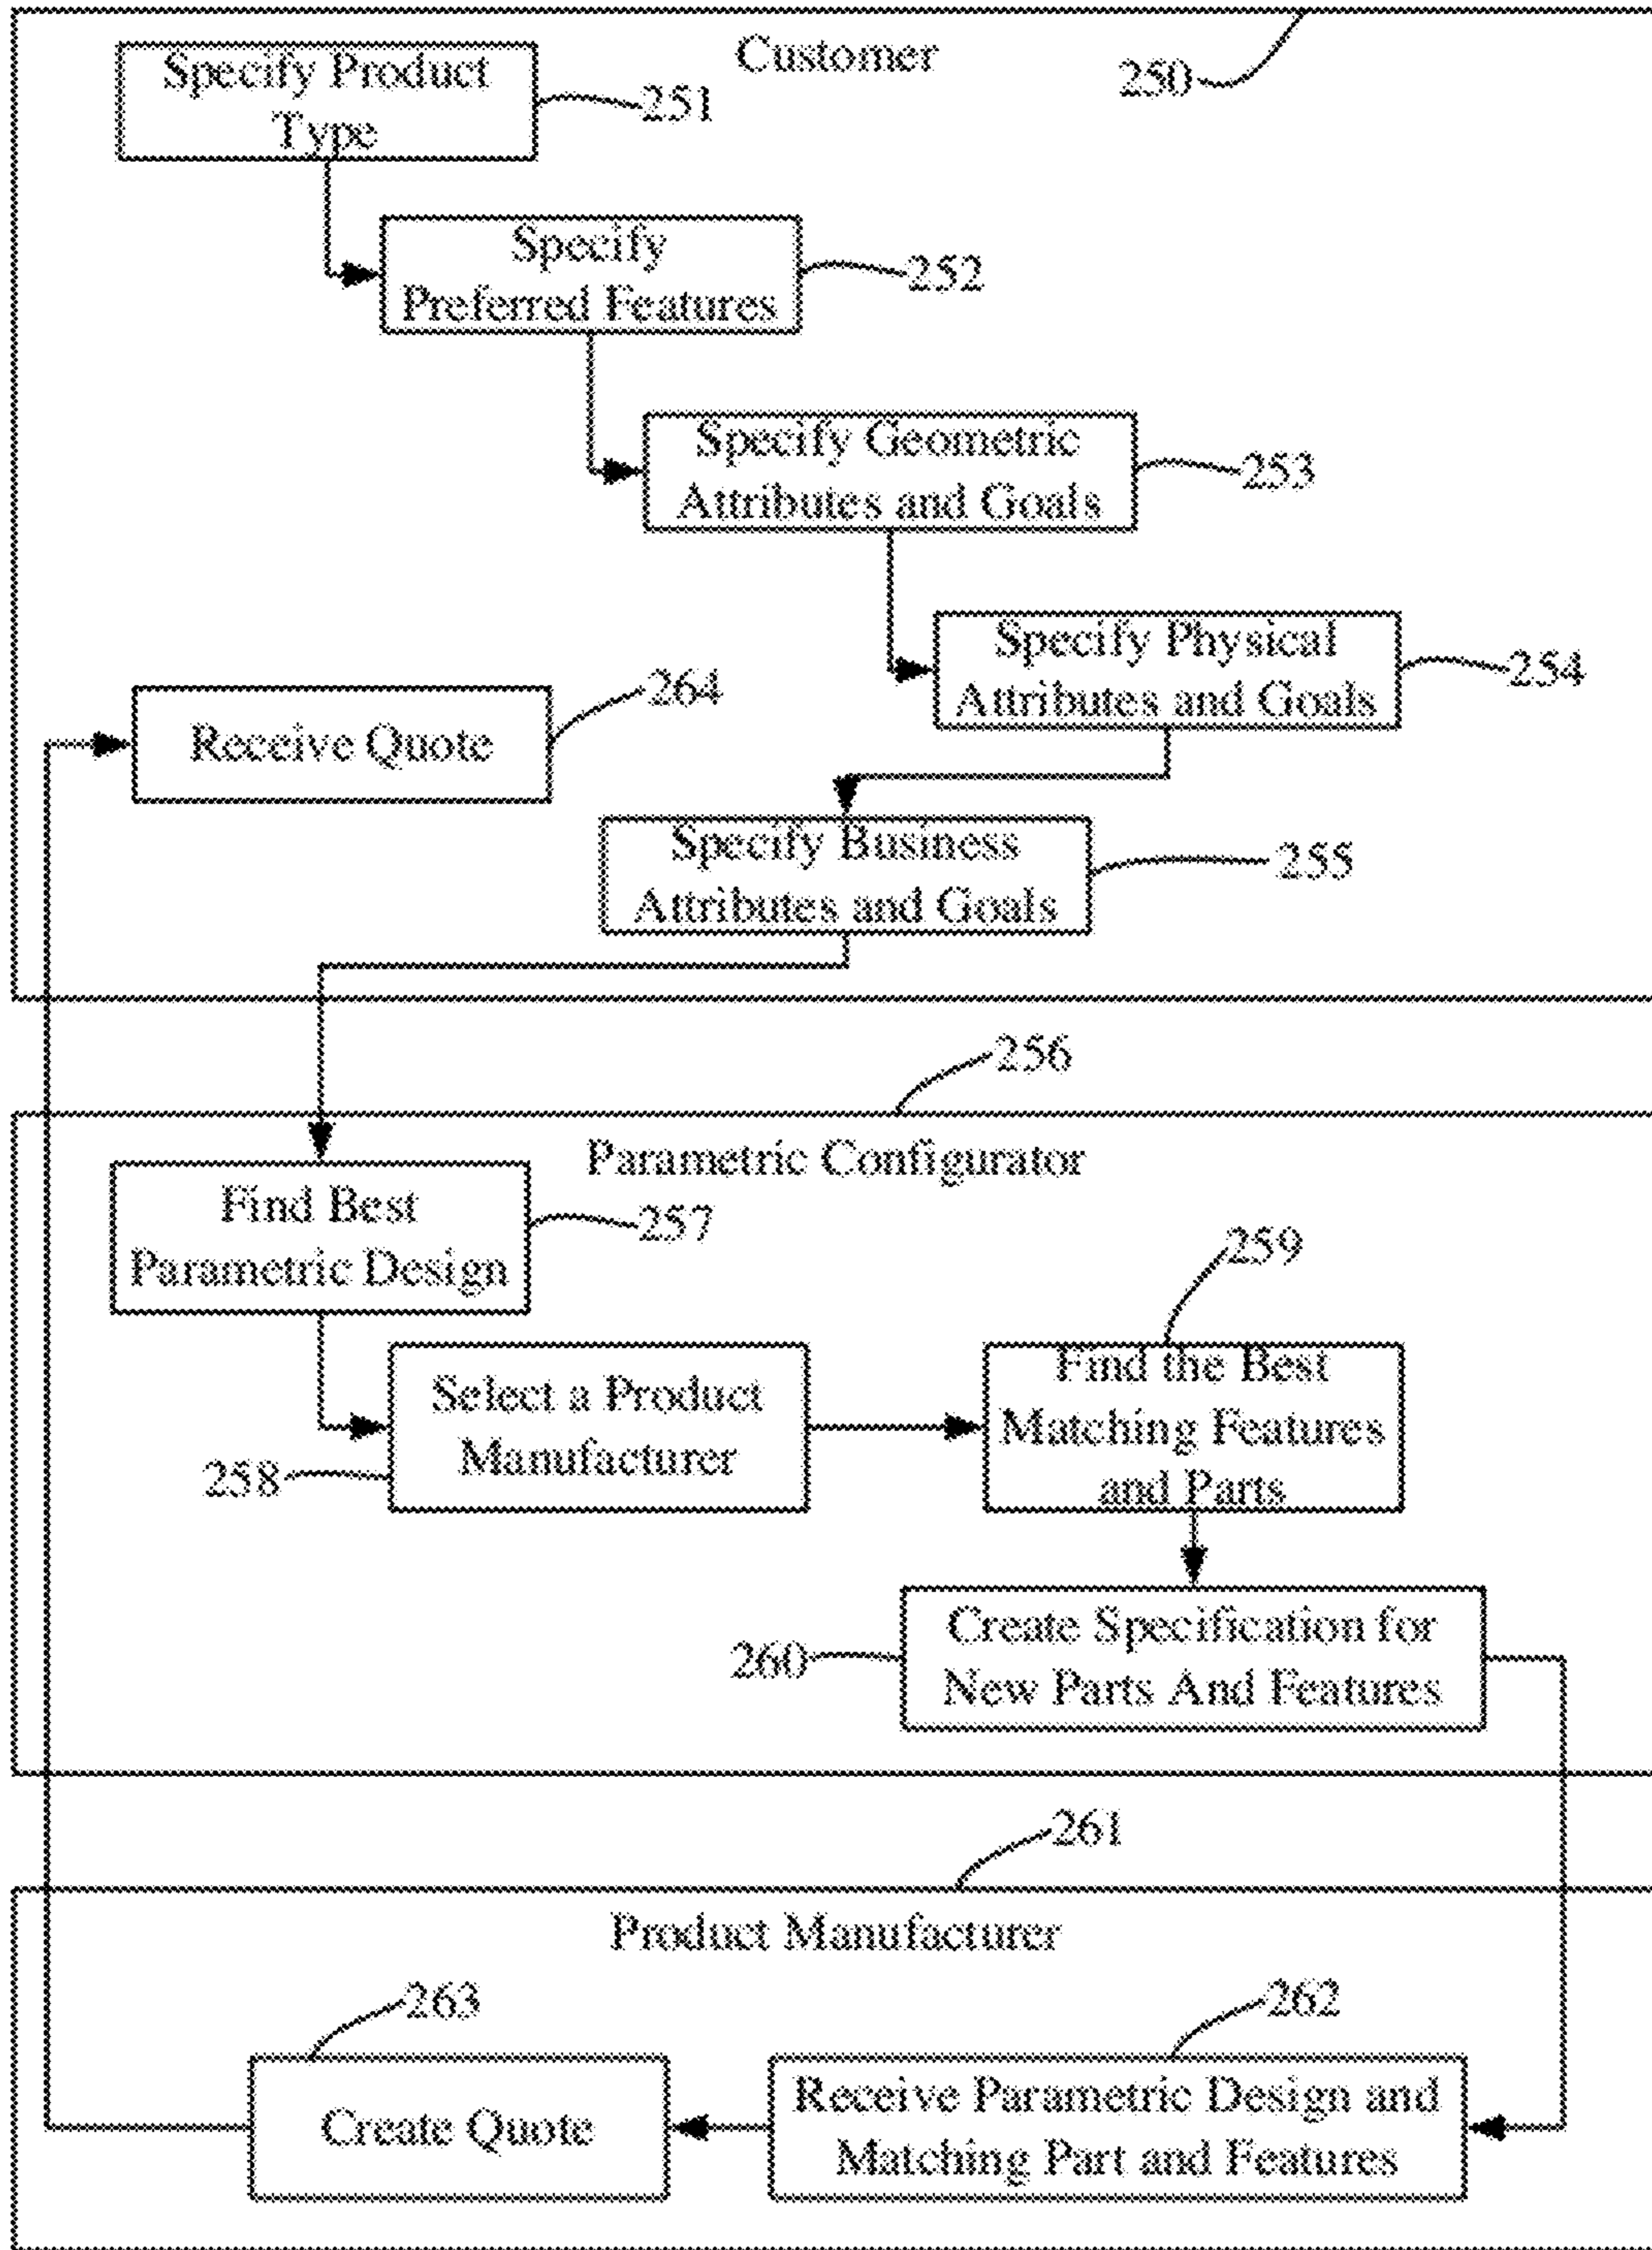 Customer
250
Specify Product
Type
251
Specify
Preferred Features
252
Specify Geometric
Attributes and Goals
253
Specify Physical
Attributes and Goals
254
Receive Quote
264
Specify Business
Attributes and Goals
255
256
Parametric Configurator
Find Best
Parametric Design
257
259
Select a Product
Manufacturer
258
Find the Best
Matching Features
and Parts
Create Specification for
New Parts And Features
260
261
Product Manufacturer
263
262
Create Quote
Receive Parametric Design and
Matching Part and Features